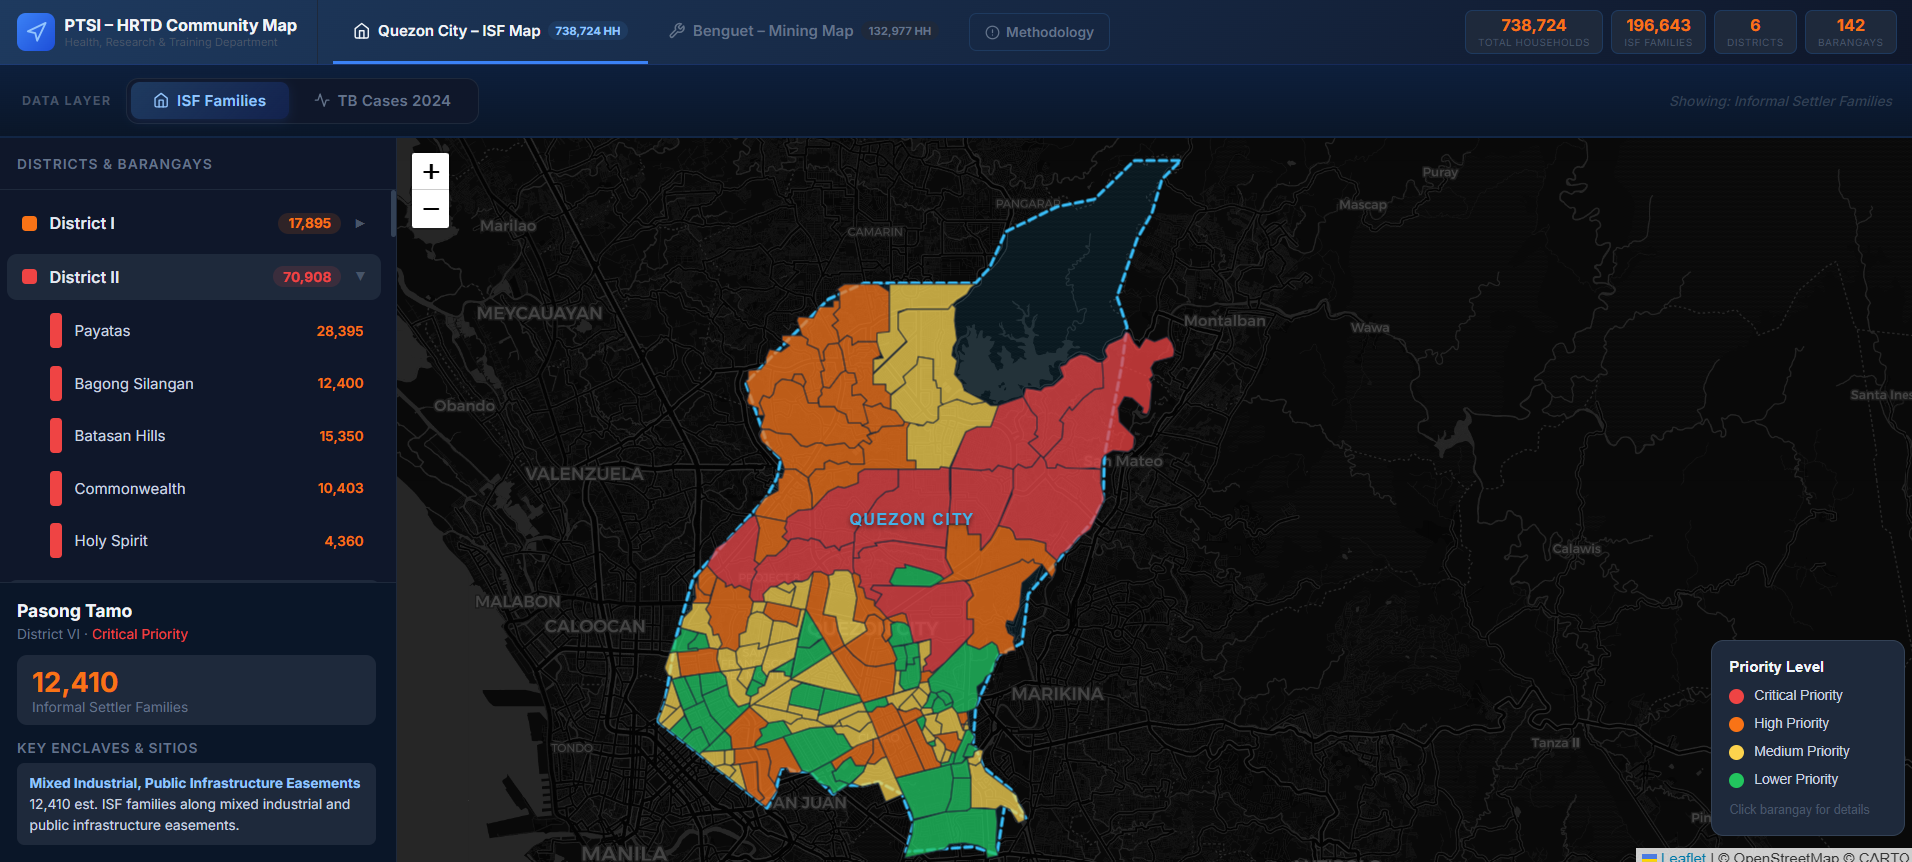 PTSI – HRTD Community Map
Health, Research & Training Department
Quezon City – ISF Map 738,724 HH
Benguet – Mining Map 132,977 HH
Methodology
738,724
TOTAL HOUSEHOLDS
196,643
ISF FAMILIES
6
DISTRICTS
142
BARANGAYS
DATA LAYER
ISF Families
TB Cases 2024
Showing: Informal Settler Families
DISTRICTS & BARANGAYS
District I 17,895
District II 70,908
Payatas 28,395
Bagong Silangan 12,400
Batasan Hills 15,350
Commonwealth 10,403
Holy Spirit 4,360
Pasong Tamo
District VI · Critical Priority
12,410
Informal Settler Families
KEY ENCLAVES & SITIOS
Mixed Industrial, Public Infrastructure Easements
12,410 est. ISF families along mixed industrial and
public infrastructure easements.
+
−
Puray
Mascap
PANGARAP
Marilao
CAMARIN
MEYCAUAYAN
Montalban
Wawa
Santa Ines
Obando
San Mateo
VALENZUELA
QUEZON CITY
Calawis
MALABON
CALOOCAN
QUEZON CITY
MARIKINA
TONDO
Tanza II
AN JUAN
Pin
MANILA
Priority Level
Critical Priority
High Priority
Medium Priority
Lower Priority
Click barangay for details
Leaflet | © OpenStreetMap © CARTO